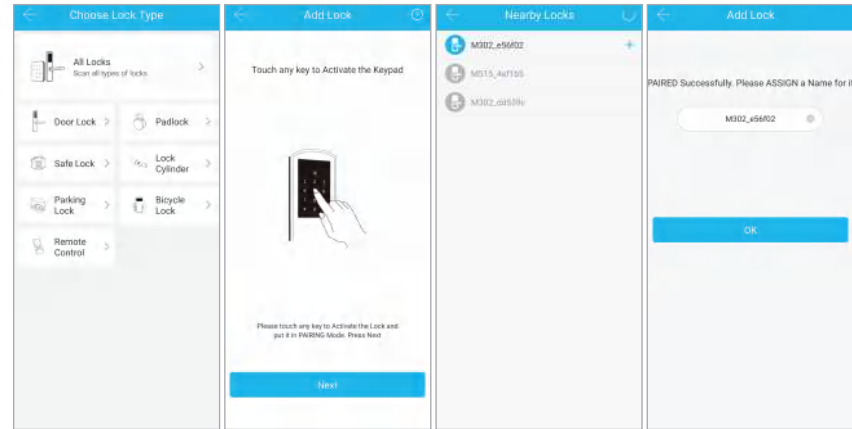 Choose Lock Type
All Locks
Scan all types of locks
Door Lock
Padlock
Safe Lock
Lock
Cylinder
Parking
Lock
Bicycle
Lock
Remote
Control
Add Lock
Touch any key to Activate the Keypad
Please touch any key to Activate the Lock and
put it in PAIRING Mode. Press Next
Next
Nearby Locks
M302_e56f02
Add Lock
PAIRED Successfully. Please ASSIGN a Name for it
M302_e56f02
OK